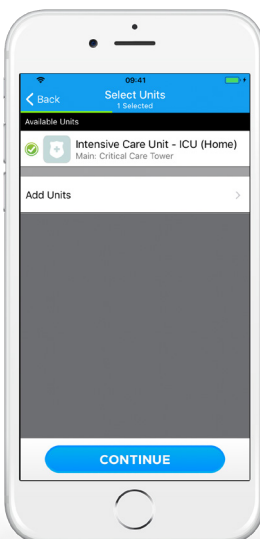 09:41
Back
Select Units
1 Selected
Available Units
Intensive Care Unit - ICU (Home)
Main: Critical Care Tower
Add Units
CONTINUE